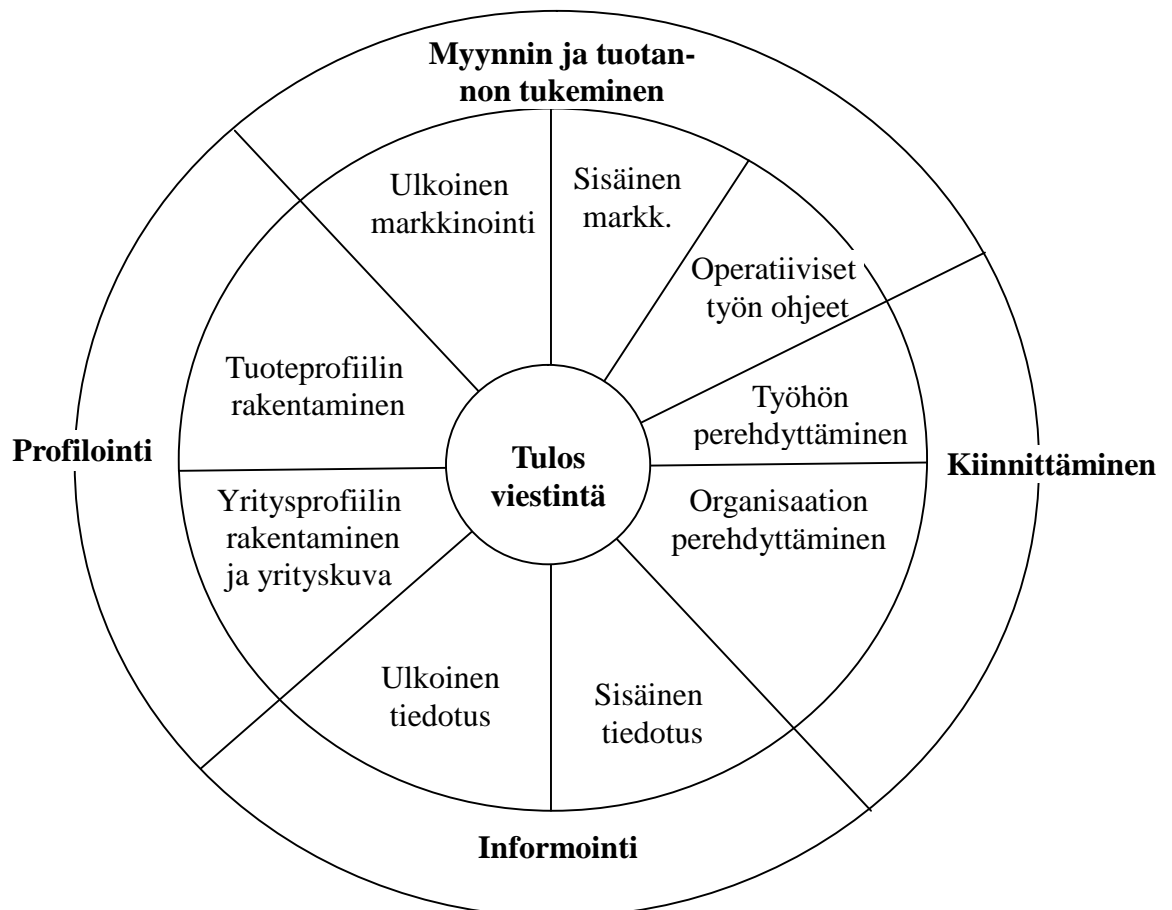 Myynnin ja tuotan-
non tukeminen
Ulkoinen
markkinointi
Sisäinen
markk.
Operatiiviset
työn ohjeet
Tuoteprofiilin
rakentaminen
Työhön
perehdyttäminen
Profilointi
Tulos
viestintä
Kiinnittäminen
Yritysprofiilin
rakentaminen
ja yrityskuva
Organisaation
perehdyttäminen
Ulkoinen
tiedotus
Sisäinen
tiedotus
Informointi